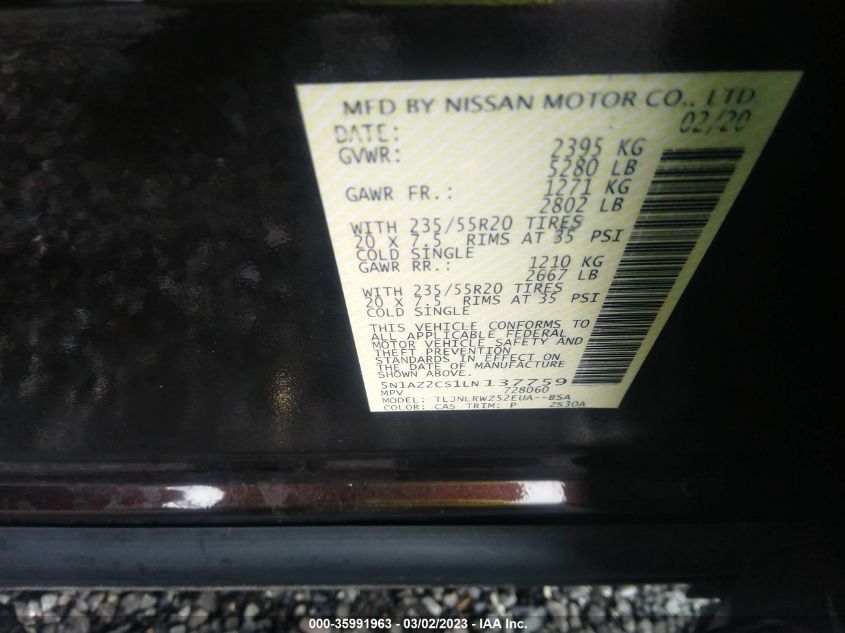 MFD BY NISSAN MOTOR CO., LTD.
DATE: 02/20
GVWR: 2395 KG
5280 LB
GAWR FR.: 1271 KG
2802 LB
WITH 235/55R20 TIRES
20 X 7.5 RIMS AT 35 PSI
COLD SINGLE
GAWR RR.: 1210 KG
2667 LB
WITH 235/55R20 TIRES
20 X 7.5 RIMS AT 35 PSI
COLD SINGLE
THIS VEHICLE CONFORMS TO
ALL APPLICABLE FEDERAL
MOTOR VEHICLE SAFETY AND
THEFT PREVENTION
STANDARDS IN EFFECT ON
THE DATE OF MANUFACTURE
SHOWN ABOVE.
5N1AZ2CS1LN137759
MPV 728060
MODEL: TLJNLRWZ52EUA--BSA
COLOR: CAS TRIM: P ZS30A
000-35991963 - 03/02/2023 - IAA Inc.